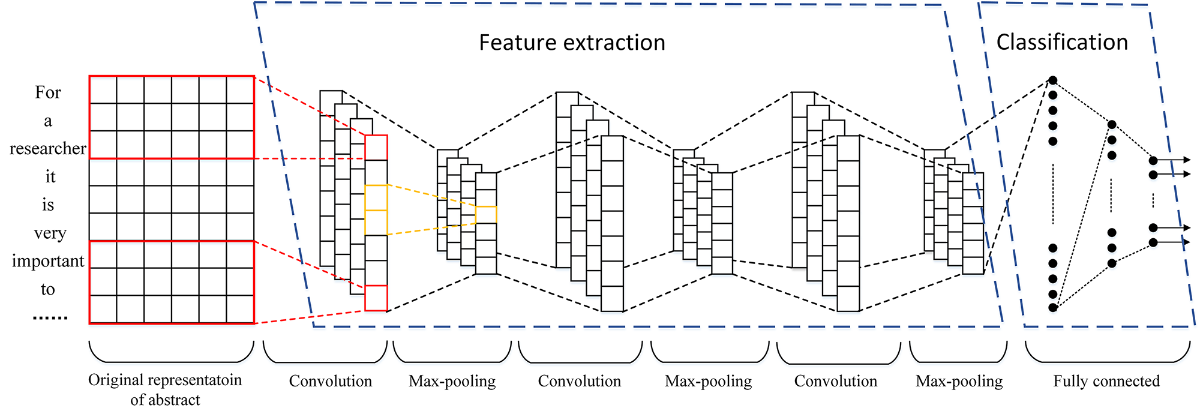 Feature extraction
Classification
For
a
researcher
it
is
very
important
to
......
Original representatoin
of abstract
Convolution
Max-pooling
Convolution
Max-pooling
Convolution
Max-pooling
Fully connected